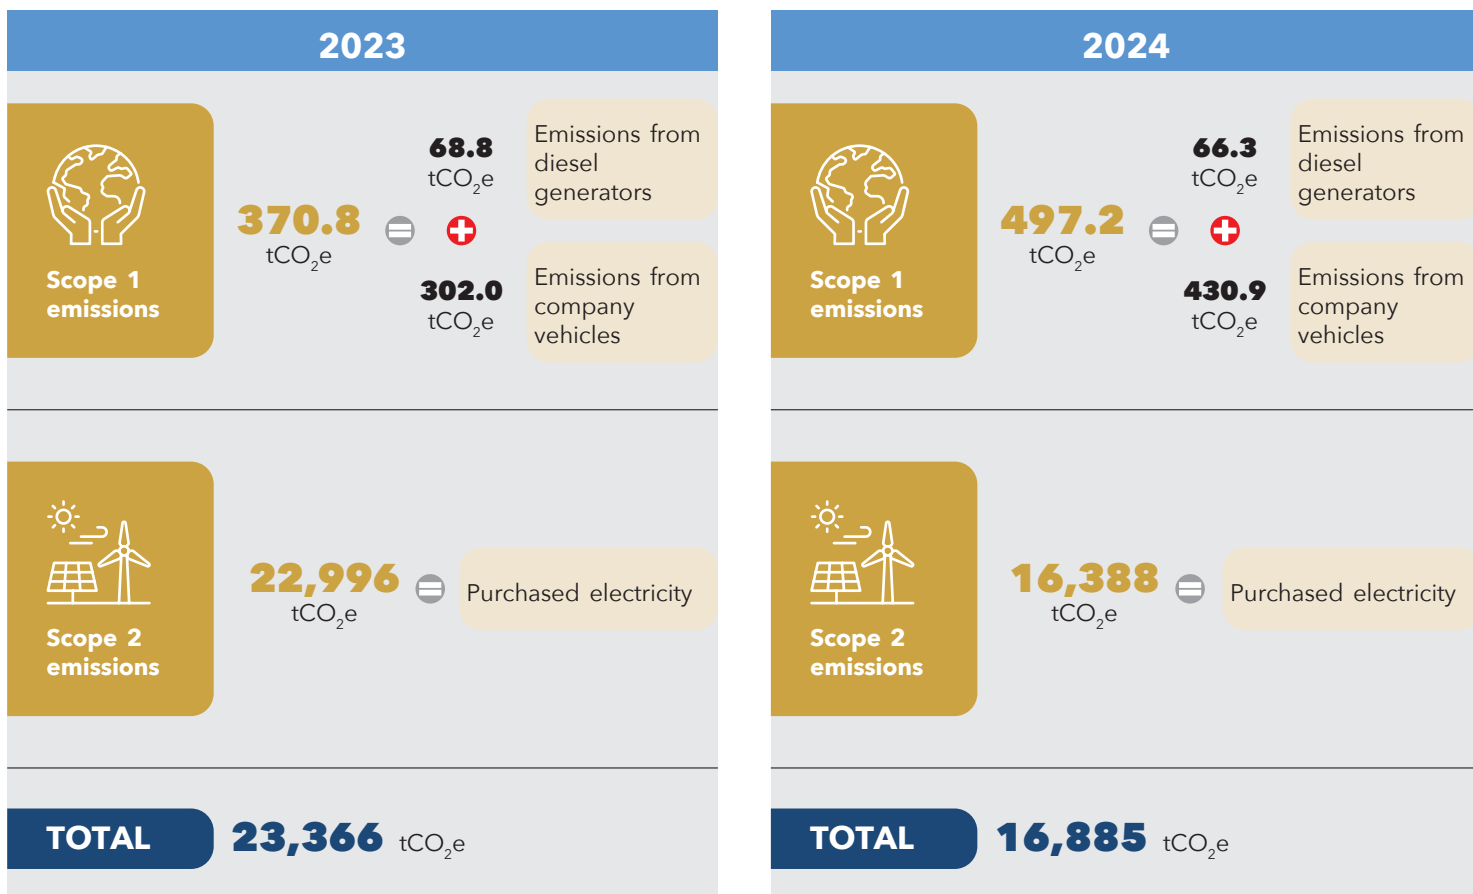 2023
68.8
tCO₂e
Emissions from
diesel
generators
370.8
tCO₂e
Scope 1
emissions
302.0
tCO₂e
Emissions from
company
vehicles
22,996
tCO₂e
Purchased electricity
Scope 2
emissions
TOTAL
23,366 tCO₂e
2024
66.3
tCO₂e
Emissions from
diesel
generators
497.2
tCO₂e
Scope 1
emissions
430.9
tCO₂e
Emissions from
company
vehicles
16,388
tCO₂e
Purchased electricity
Scope 2
emissions
TOTAL
16,885 tCO₂e